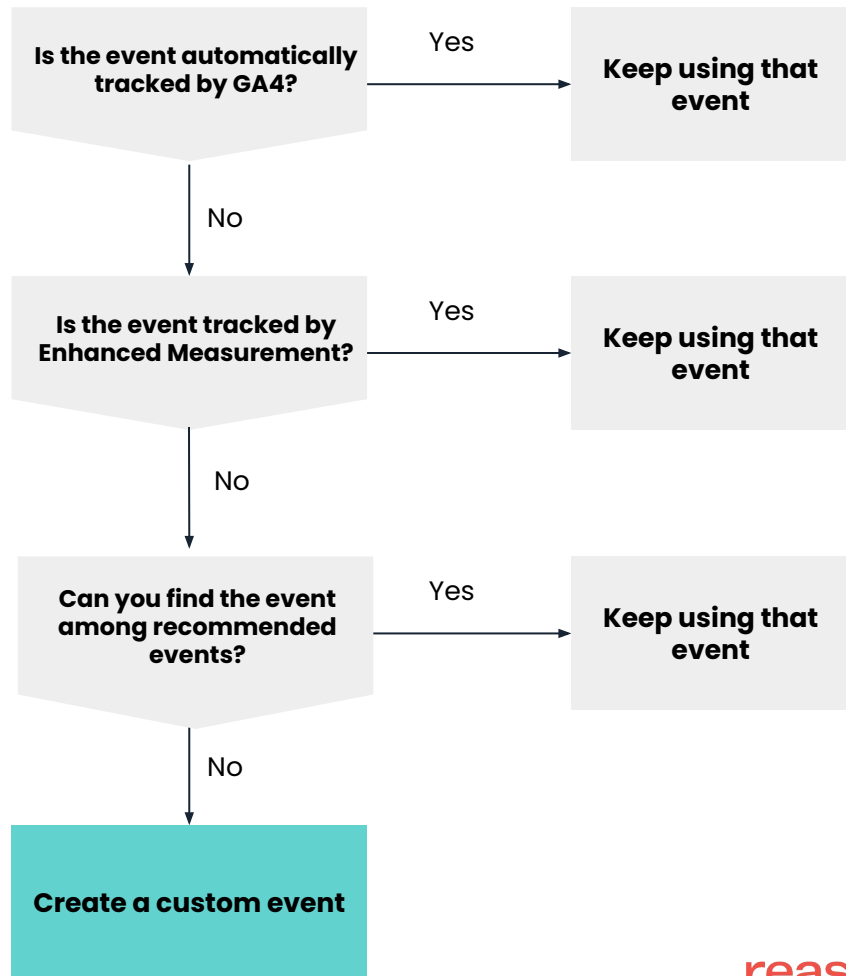 Is the event automatically
tracked by GA4?
Yes
Keep using that
event
No
Is the event tracked by
Enhanced Measurement?
Yes
Keep using that
event
No
Can you find the event
among recommended
events?
Yes
Keep using that
event
No
Create a custom event